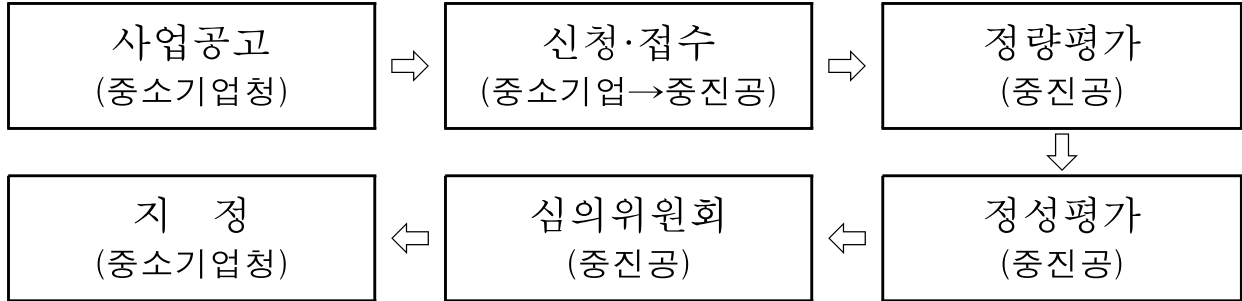 사업공고
(중소기업청)
신청·접수
(중소기업→중진공)
정량평가
(중진공)
정성평가
(중진공)
심의위원회
(중진공)
지 정
(중소기업청)